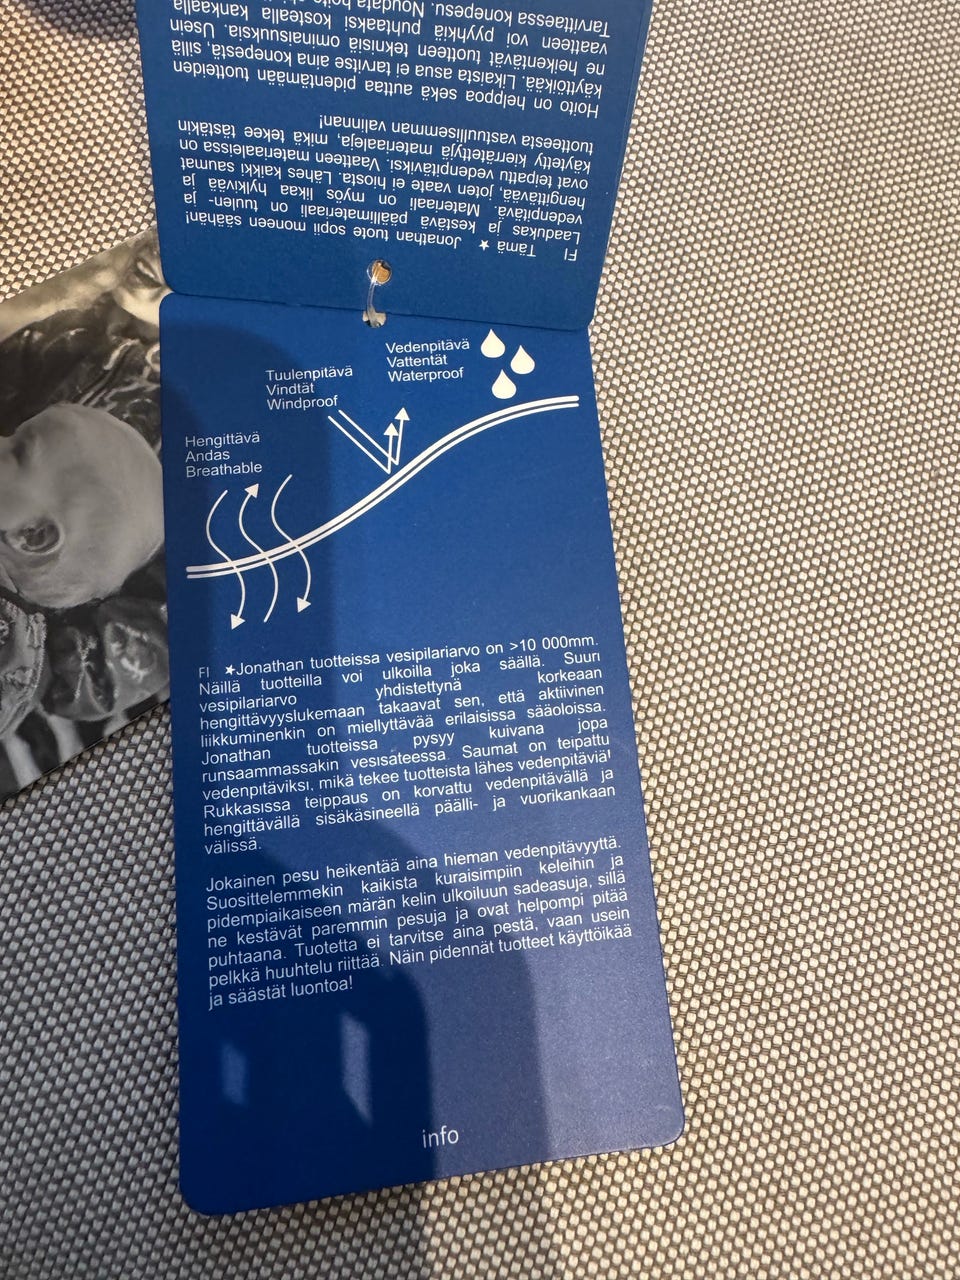 FI Tämä ★ Jonathan tuote sopii moneen säähän!
Laadukas ja kestävä päällimateriaali on tuulen- ja
vedenpitävä. Materiaali on myös likaa hylkivää ja
hengittävää, joten vaate ei hiosta. Lähes kaikki saumat
ovat teipattu vedenpitäviksi. Vaatteen materiaaleissa on
käytetty kierrätettyjä materiaaleja, mikä tekee tästäkin
tuotteesta vastuullisemman valinnan!
Hoito on helppoa sekä auttaa pidentämään tuotteiden
käyttöikää. Likaista asua ei tarvitse aina konepestä, sillä
ne heikentävät tuotteen teknisiä ominaisuuksia. Usein
vaatteen voi pyyhkiä puhtaaksi kostealla kankaalla
Tarvittaessa konepesu. Noudata
Vedenpitävä
Vattentät
Waterproof
Tuulenpitävä
Vindtät
Windproof
Hengittävä
Andas
Breathable
FI ★Jonathan tuotteissa vesipilariarvo on >10 000mm.
Näillä tuotteilla voi ulkoilla joka säällä. Suuri
vesipilariarvo yhdistettynä korkeaan
hengittävyyslukemaan takaavat sen, että aktiivinen
liikkuminenkin on miellyttävää erilaisissa sääoloissa.
Jonathan tuotteissa pysyy kuivana jopa
runsaammassakin vesisateessa. Saumat on teipattu
vedenpitäviksi, mikä tekee tuotteista lähes vedenpitäviä!
Rukkasissa teippaus on korvattu vedenpitävällä ja
hengittävällä sisäkäsineellä päälli- ja vuorikankaan
välissä.
Jokainen pesu heikentää aina hieman vedenpitävyyttä.
Suosittelemmekin kaikista kuraisimpiin keleihin ja
pidempiaikaiseen märän kelin ulkoiluun sadeasuja, sillä
ne kestävät paremmin pesuja ja ovat helpompi pitää
puhtaana. Tuotetta ei tarvitse aina pestä, vaan usein
pelkkä huuhtelu riittää. Näin pidennät tuotteet käyttöikää
ja säästät luontoa!
info